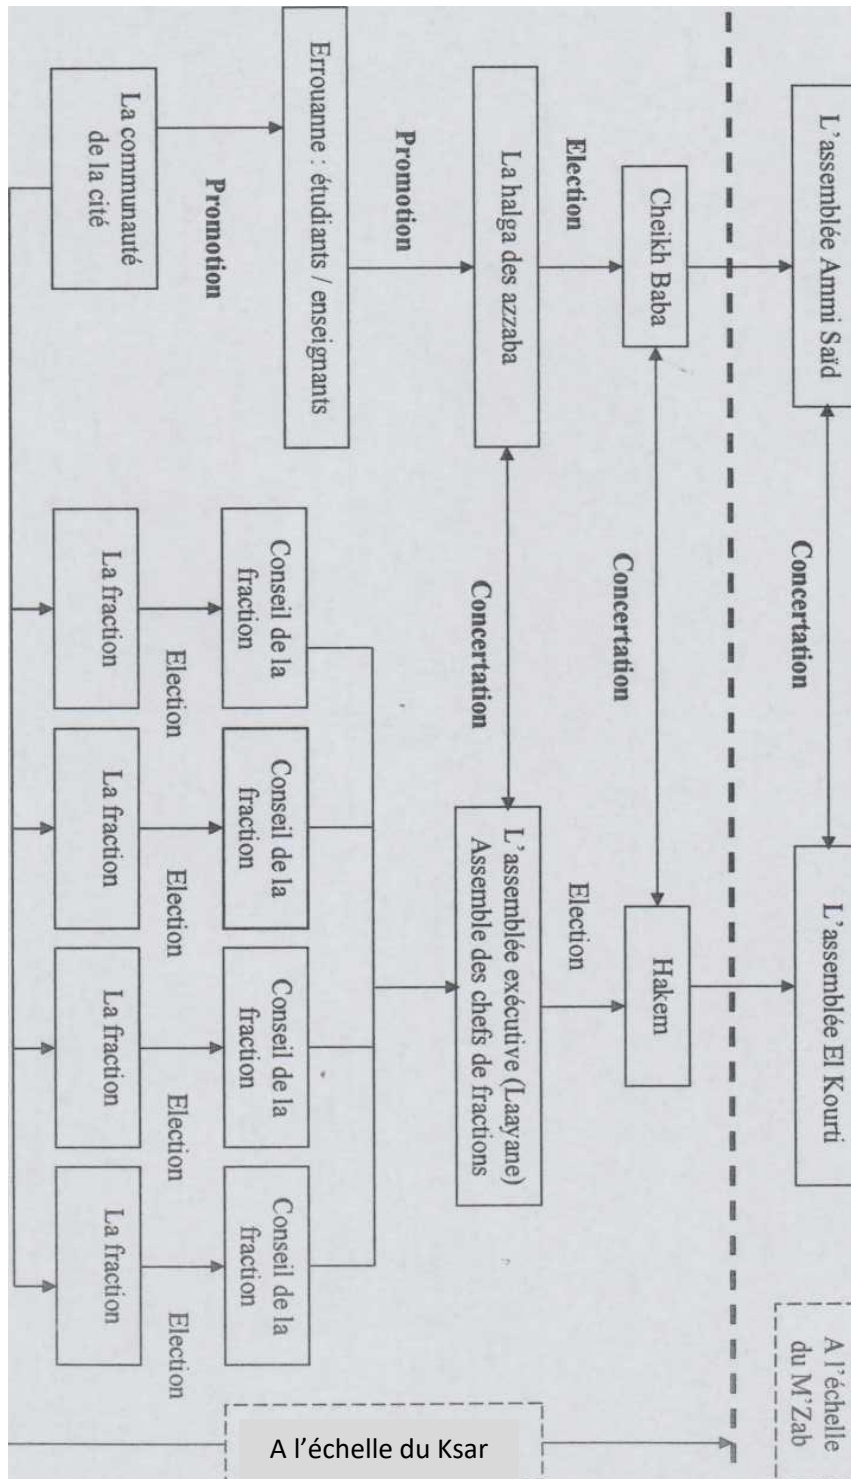 L'assemblée Ammi Saïd
Concertation
L'assemblée El Kourti
A l'échelle
du M'Zab
Cheikh Baba
Concertation
Hakem
Election
Election
La halga des azzaba
Concertation
L'assemblée exécutive (Laayane)
Assemble des chefs de fractions
A l'échelle du Ksar
Promotion
Errouanne : étudiants / enseignants
Conseil de la
fraction
Conseil de la
fraction
Conseil de la
fraction
Conseil de la
fraction
Promotion
Election
Election
Election
Election
La communauté
de la cité
La fraction
La fraction
La fraction
La fraction